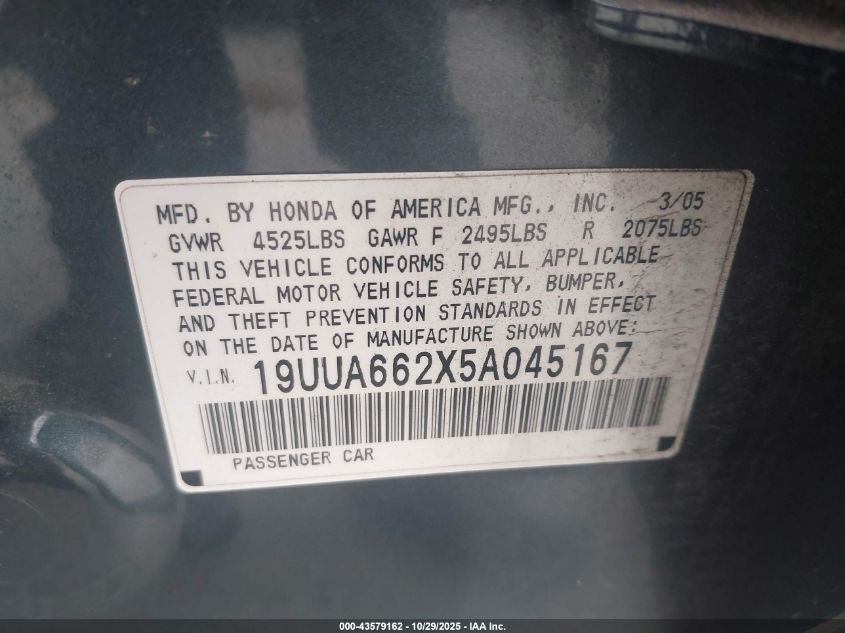 MFD. BY HONDA OF AMERICA MFG., INC. 3/05
GVWR 4525LBS GAWR F 2495LBS R 2075LBS
THIS VEHICLE CONFORMS TO ALL APPLICABLE
FEDERAL MOTOR VEHICLE SAFETY, BUMPER,
AND THEFT PREVENTION STANDARDS IN EFFECT
ON THE DATE OF MANUFACTURE SHOWN ABOVE:
V.I.N. 19UUA662X5A045167
PASSENGER CAR
000-43579162 - 10/29/2025 - IAA Inc.